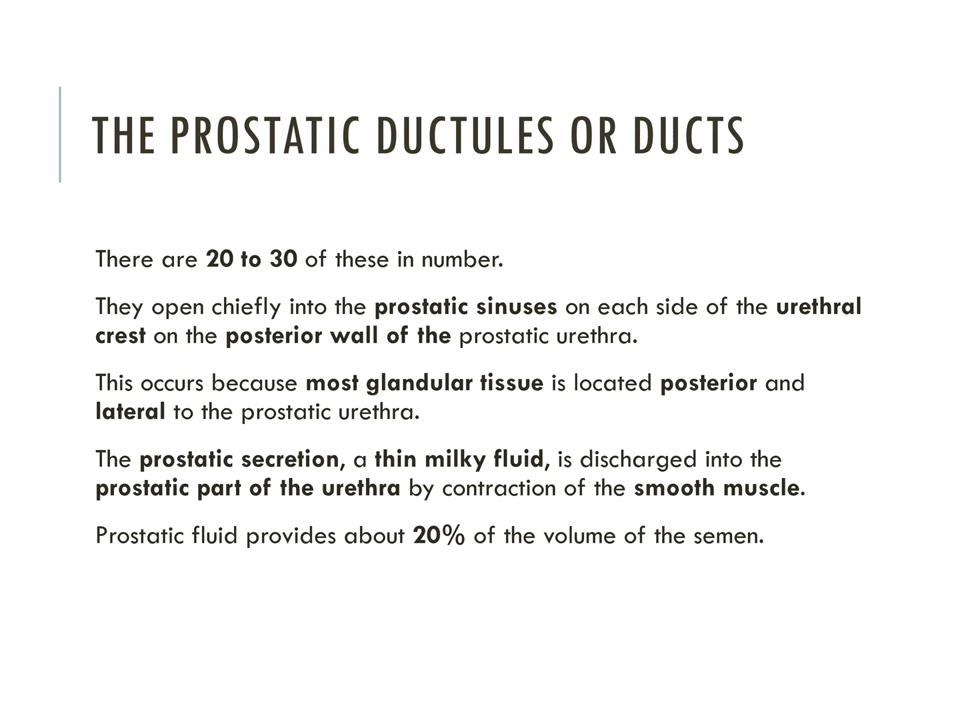 THE PROSTATIC DUCTULES OR DUCTS
There are 20 to 30 of these in number.
They open chiefly into the prostatic sinuses on each side of the urethral
crest on the posterior wall of the prostatic urethra.
This occurs because most glandular tissue is located posterior and
lateral to the prostatic urethra.
The prostatic secretion, a thin milky fluid, is discharged into the
prostatic part of the urethra by contraction of the smooth muscle.
Prostatic fluid provides about 20% of the volume of the semen.